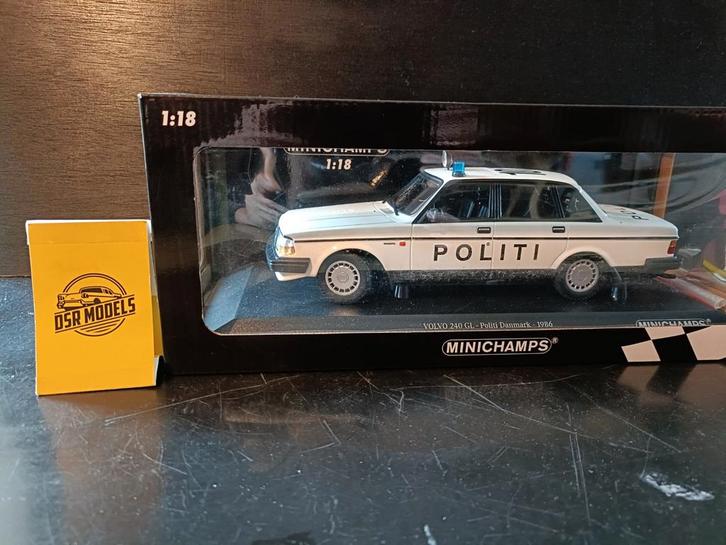 1:18
MINICHAMPS
1:18
POLITI
VOLVO 240 GL - Politi Danmark - 1986
MINICHAMPS
MINICHAMPS
DSR MODELS